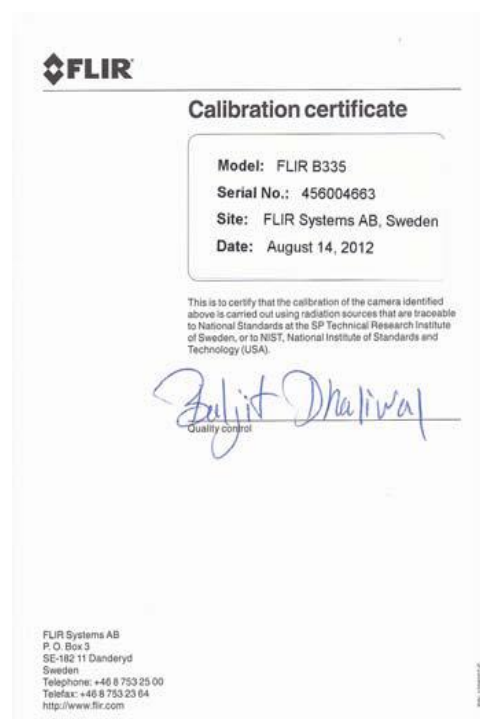 FLIR
Calibration certificate
Model: FLIR B335
Serial No.: 456004663
Site: FLIR Systems AB, Sweden
Date: August 14, 2012
This is to certify that the calibration of the camera identified
above is carried out using radiation sources that are traceable
to National Standards at the SP Technical Research Institute
of Sweden, or to NIST, National Institute of Standards and
Technology (USA).
Baljit Dhaliwal
Quality control
FLIR Systems AB
P. O. Box 3
SE-182 11 Danderyd
Sweden
Telephone: +46 8 753 25 00
Telefax: +46 8 753 23 64
http://www.flir.com